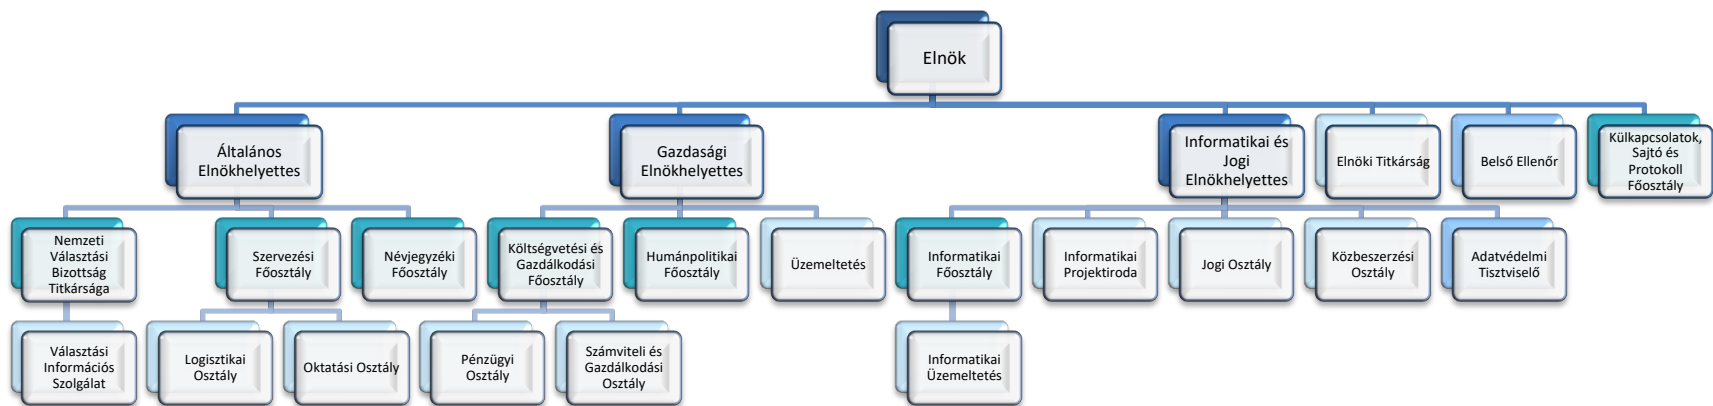 Elnök
Általános
Elnökhelyettes
Gazdasági
Elnökhelyettes
Informatikai és
Jogi
Elnökhelyettes
Elnöki Titkárság
Belső Ellenőr
Külkapcsolatok,
Sajtó és
Protokoll
Főosztály
Nemzeti
Választási
Bizottság
Titkársága
Szervezési
Főosztály
Névjegyzéki
Főosztály
Költségvetési és
Gazdálkodási
Főosztály
Humánpolitikai
Főosztály
Üzemeltetés
Informatikai
Főosztály
Informatikai
Projektiroda
Jogi Osztály
Közbeszerzési
Osztály
Adatvédelmi
Tisztviselő
Választási
Információs
Szolgálat
Logisztikai
Osztály
Oktatási Osztály
Pénzügyi
Osztály
Számviteli és
Gazdálkodási
Osztály
Informatikai
Üzemeltetés